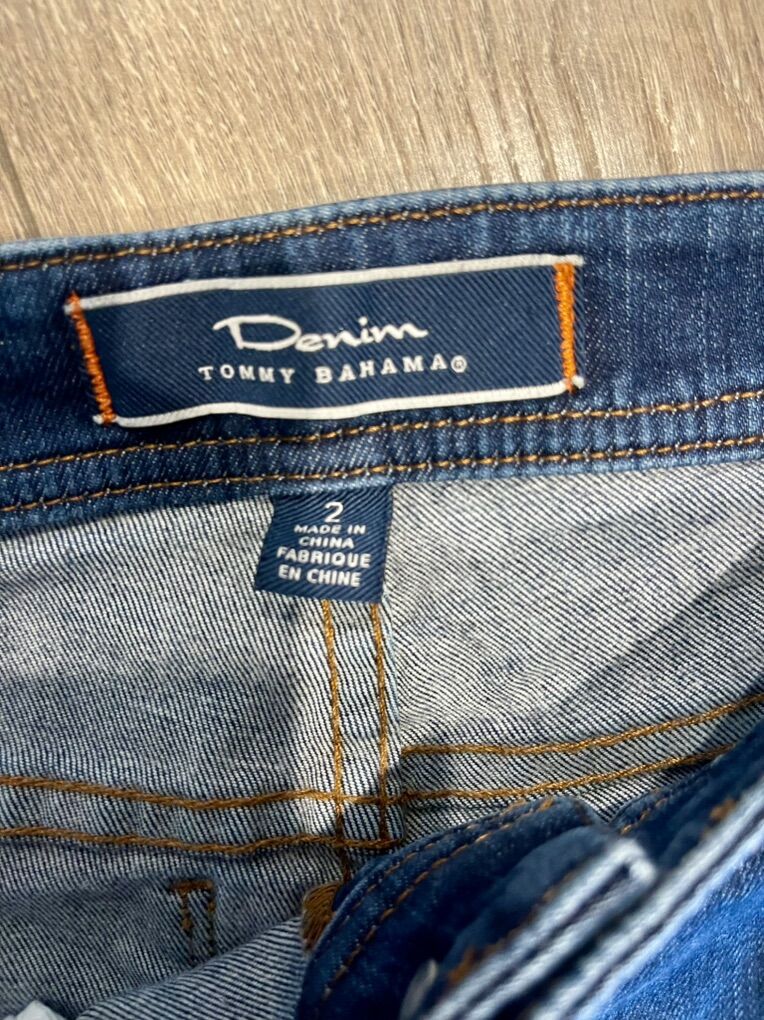 Denim
TOMMY BAHAMA®
2
MADE IN
CHINA
FABRIQUE
EN CHINE